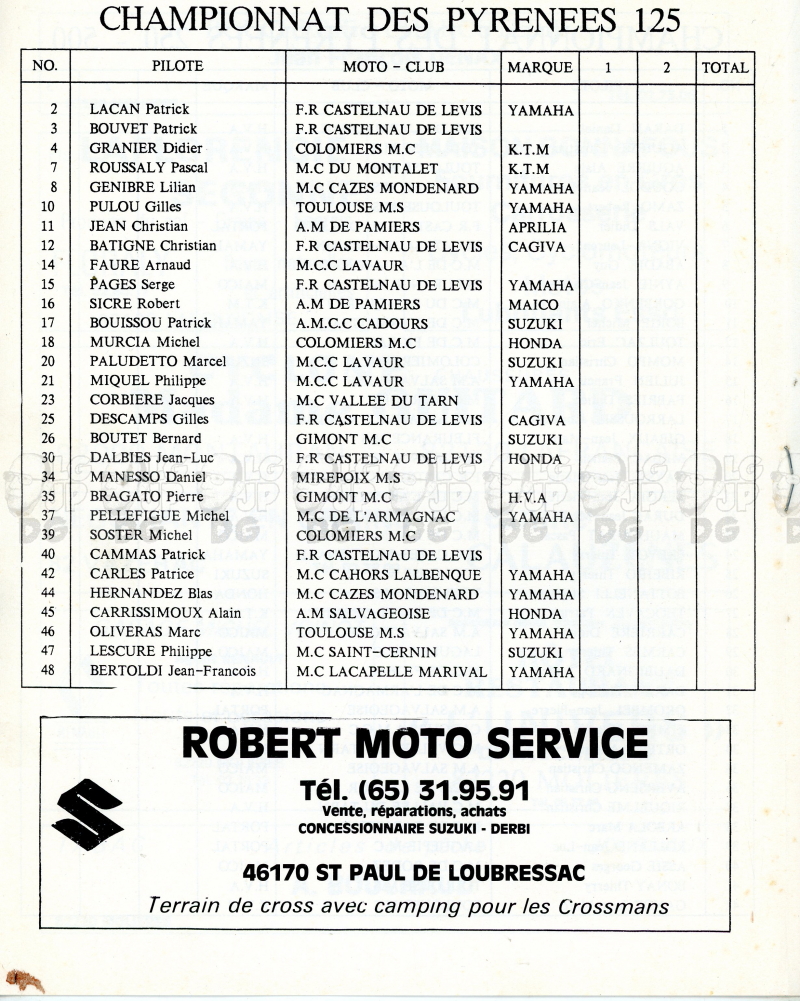 CHAMPIONNAT DES PYRENEES 125
NO. PILOTE MOTO - CLUB MARQUE 1 2 TOTAL
2 LACAN Patrick F.R CASTELNAU DE LEVIS YAMAHA
3 BOUVET Patrick F.R CASTELNAU DE LEVIS
4 GRANIER Didier COLOMIERS M.C K.T.M
7 ROUSSALY Pascal M.C DU MONTALET K.T.M
8 GENIBRE Lilian M.C CAZES MONDENARD YAMAHA
10 PULOU Gilles TOULOUSE M.S YAMAHA
11 JEAN Christian A.M DE PAMIERS APRILIA
12 BATIGNE Christian F.R CASTELNAU DE LEVIS CAGIVA
14 FAURE Arnaud M.C.C LAVAUR
15 PAGES Serge F.R CASTELNAU DE LEVIS YAMAHA
16 SICRE Robert A.M DE PAMIERS MAICO
17 BOUISSOU Patrick A.M.C.C CADOURS SUZUKI
18 MURCIA Michel COLOMIERS M.C HONDA
20 PALUDETTO Marcel M.C.C LAVAUR SUZUKI
21 MIQUEL Philippe M.C.C LAVAUR YAMAHA
23 CORBIERE Jacques M.C VALLEE DU TARN
25 DESCAMPS Gilles F.R CASTELNAU DE LEVIS CAGIVA
26 BOUTET Bernard GIMONT M.C SUZUKI
30 DALBIES Jean-Luc F.R CASTELNAU DE LEVIS HONDA
34 MANESSO Daniel MIREPOIX M.S
35 BRAGATO Pierre GIMONT M.C H.V.A
37 PELLEFIGUE Michel M.C DE L'ARMAGNAC YAMAHA
39 SOSTER Michel COLOMIERS M.C
40 CAMMAS Patrick F.R CASTELNAU DE LEVIS
42 CARLES Patrice M.C CAHORS LALBENQUE YAMAHA
44 HERNANDEZ Blas M.C CAZES MONDENARD YAMAHA
45 CARRISSIMOUX Alain A.M SALVAGEOISE HONDA
46 OLIVERAS Marc TOULOUSE M.S YAMAHA
47 LESCURE Philippe M.C SAINT-CERNIN SUZUKI
48 BERTOLDI Jean-Francois M.C LACAPELLE MARIVAL YAMAHA
ROBERT MOTO SERVICE
Tél. (65) 31.95.91
Vente, réparations, achats
CONCESSIONNAIRE SUZUKI - DERBI
46170 ST PAUL DE LOUBRESSAC
Terrain de cross avec camping pour les Crossmans